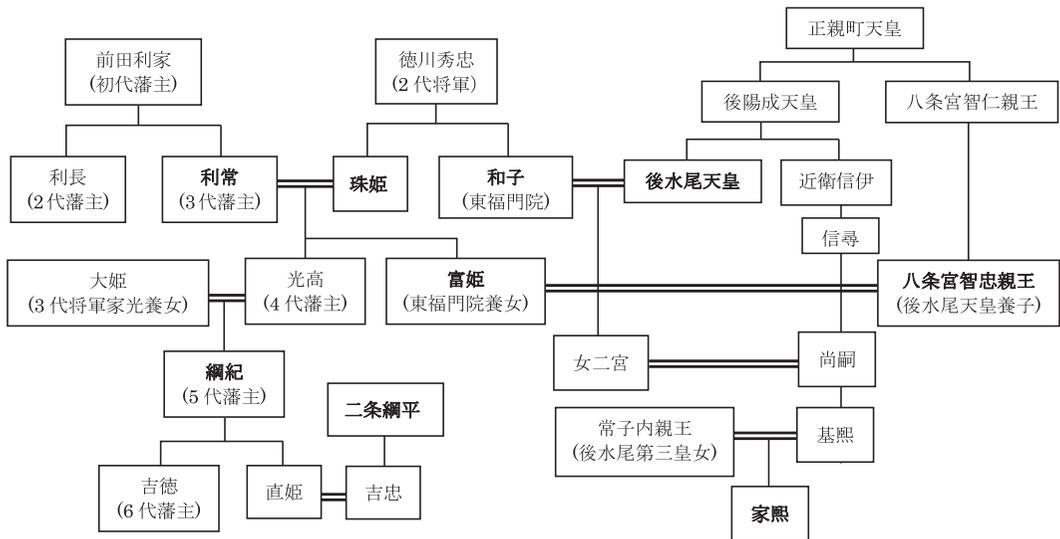 正親町天皇
前田利家
(初代藩主)
徳川秀忠
(2代将軍)
後陽成天皇
八条宮智仁親王
利長
(2代藩主)
利常
(3代藩主)
珠姫
和子
(東福門院)
後水尾天皇
近衛信伊
信尋
大姫
(3代将軍家光養女)
光高
(4代藩主)
富姫
(東福門院養女)
八条宮智忠親王
(後水尾天皇養子)
綱紀
(5代藩主)
女二宮
尚嗣
二条綱平
常子内親王
(後水尾第三皇女)
基熙
吉徳
(6代藩主)
直姫
吉忠
家熙